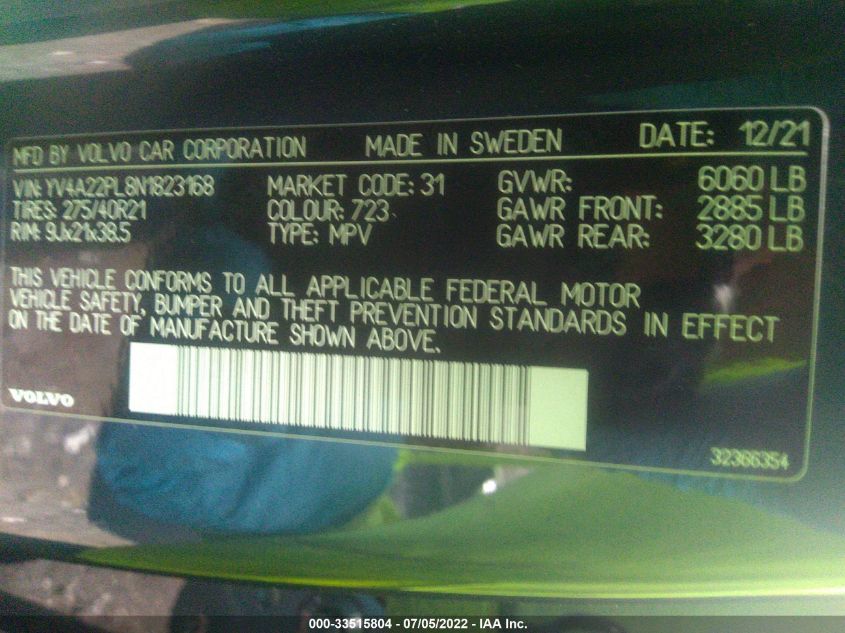 MFD BY VOLVO CAR CORPORATION MADE IN SWEDEN DATE: 12/21
VIN: YV4A22PL8N1823168 MARKET CODE: 31 GVWR: 6060 LB
TIRES: 275/40R21 COLOUR: 723 GAWR FRONT: 2885 LB
RIM: 9Jx21x38.5 TYPE: MPV GAWR REAR: 3280 LB
THIS VEHICLE CONFORMS TO ALL APPLICABLE FEDERAL MOTOR
VEHICLE SAFETY, BUMPER AND THEFT PREVENTION STANDARDS IN EFFECT
ON THE DATE OF MANUFACTURE SHOWN ABOVE.
VOLVO
32366354
000-33515804 - 07/05/2022 - IAA Inc.